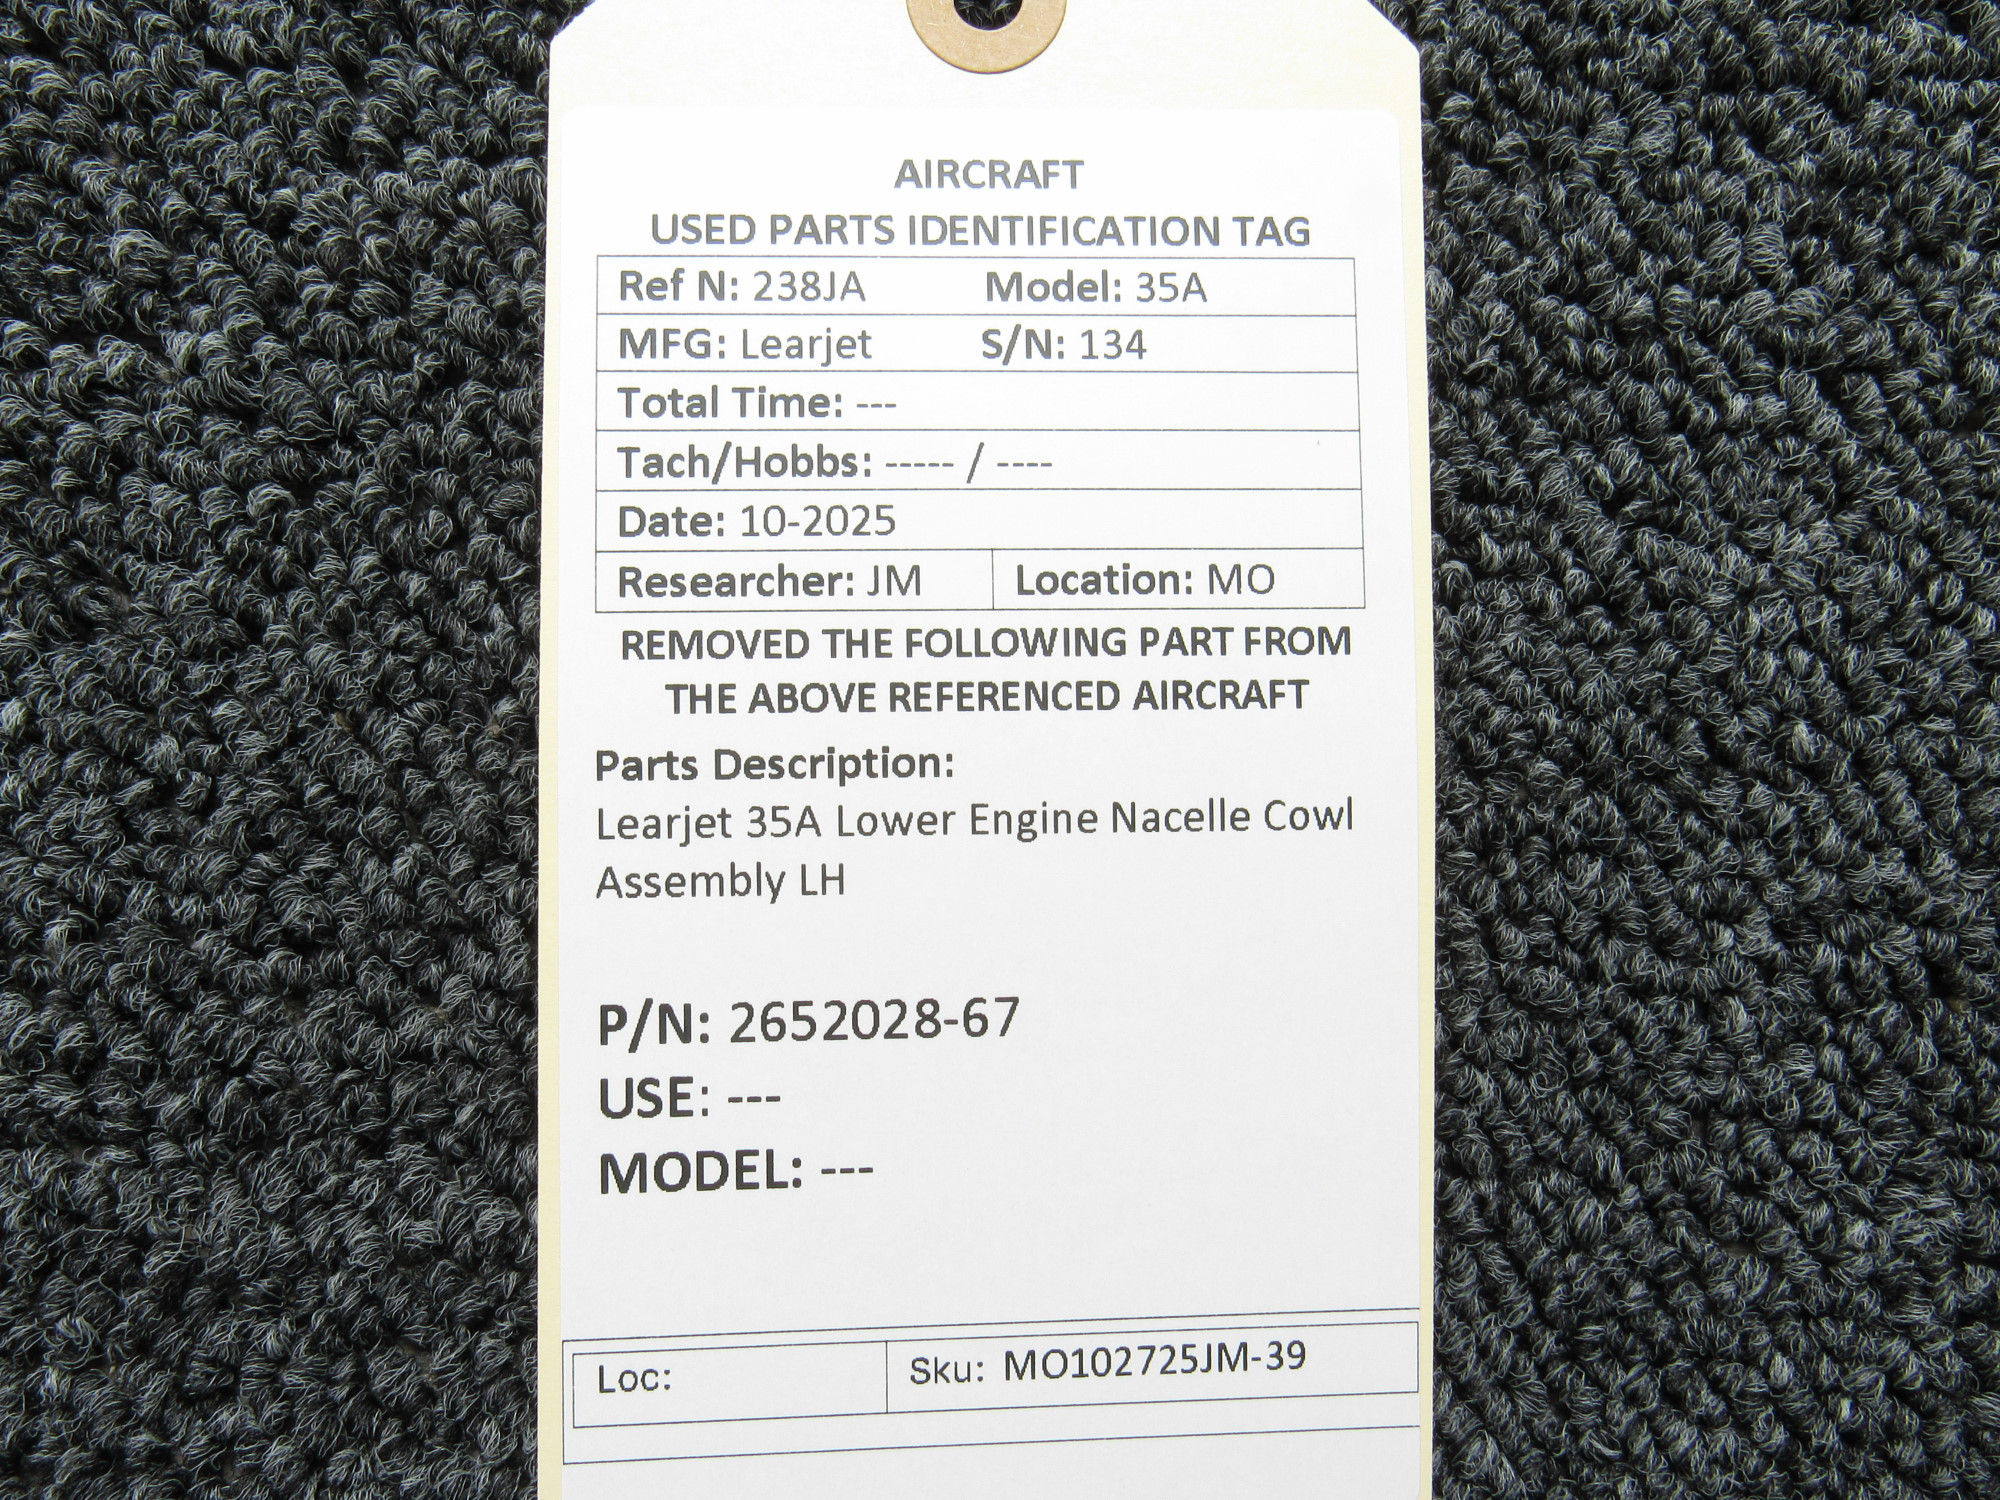 AIRCRAFT
USED PARTS IDENTIFICATION TAG
Ref N: 238JA Model: 35A
MFG: Learjet S/N: 134
Total Time: ---
Tach/Hobbs: ----- / ----
Date: 10-2025
Researcher: JM Location: MO
REMOVED THE FOLLOWING PART FROM
THE ABOVE REFERENCED AIRCRAFT
Parts Description:
Learjet 35A Lower Engine Nacelle Cowl
Assembly LH
P/N: 2652028-67
USE: ---
MODEL: ---
Loc: Sku: MO102725JM-39